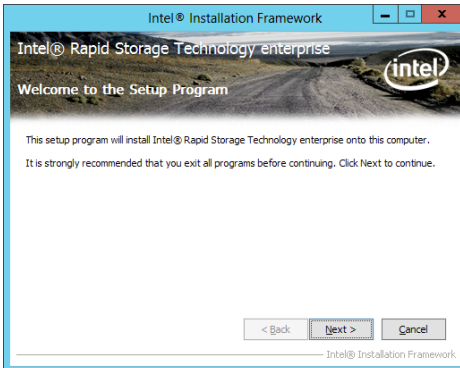 Intel® Installation Framework
Intel® Rapid Storage Technology enterprise
intel
Welcome to the Setup Program
This setup program will install Intel® Rapid Storage Technology enterprise onto this computer.
It is strongly recommended that you exit all programs before continuing. Click Next to continue.
< Back Next > Cancel
Intel® Installation Framework